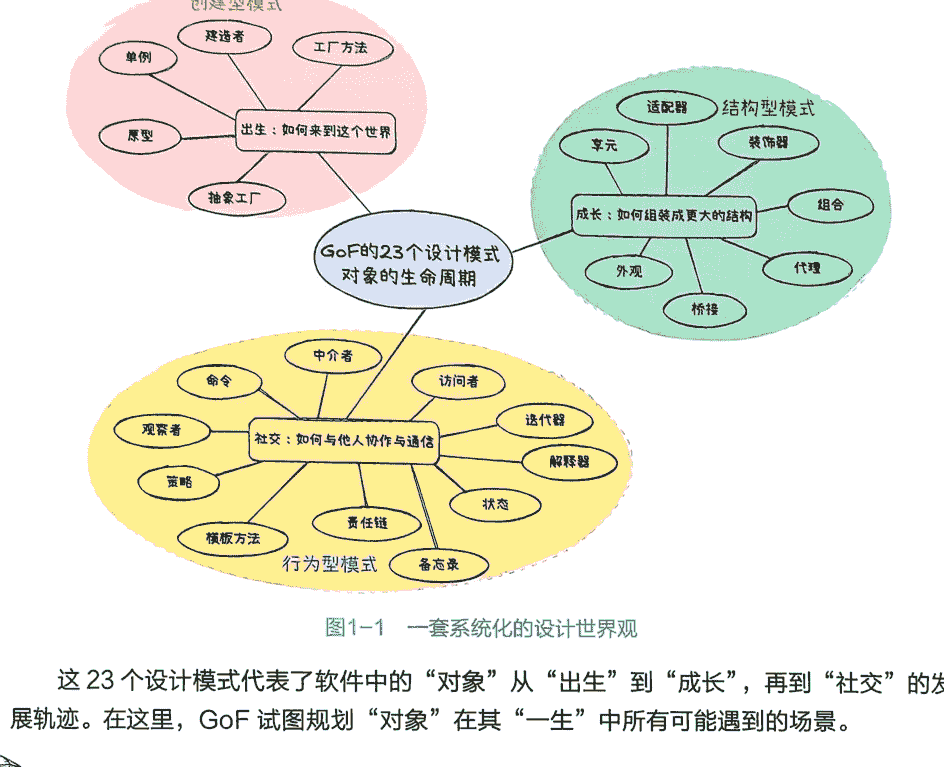 创建型模式
建造者
工厂方法
单例
出生：如何来到这个世界
原型
抽象工厂
适配器
结构型模式
享元
装饰器
成长：如何组装成更大的结构
组合
外观
代理
桥接
GoF的23个设计模式
对象的生命周期
中介者
命令
访问者
观察者
迭代器
社交：如何与他人协作与通信
解释器
策略
状态
模板方法
责任链
行为型模式
备忘录
图1-1 一套系统化的设计世界观
这 23 个设计模式代表了软件中的“对象”从“出生”到“成长”，再到“社交”的发
展轨迹。在这里，GoF 试图规划“对象”在其“一生”中所有可能遇到的场景。